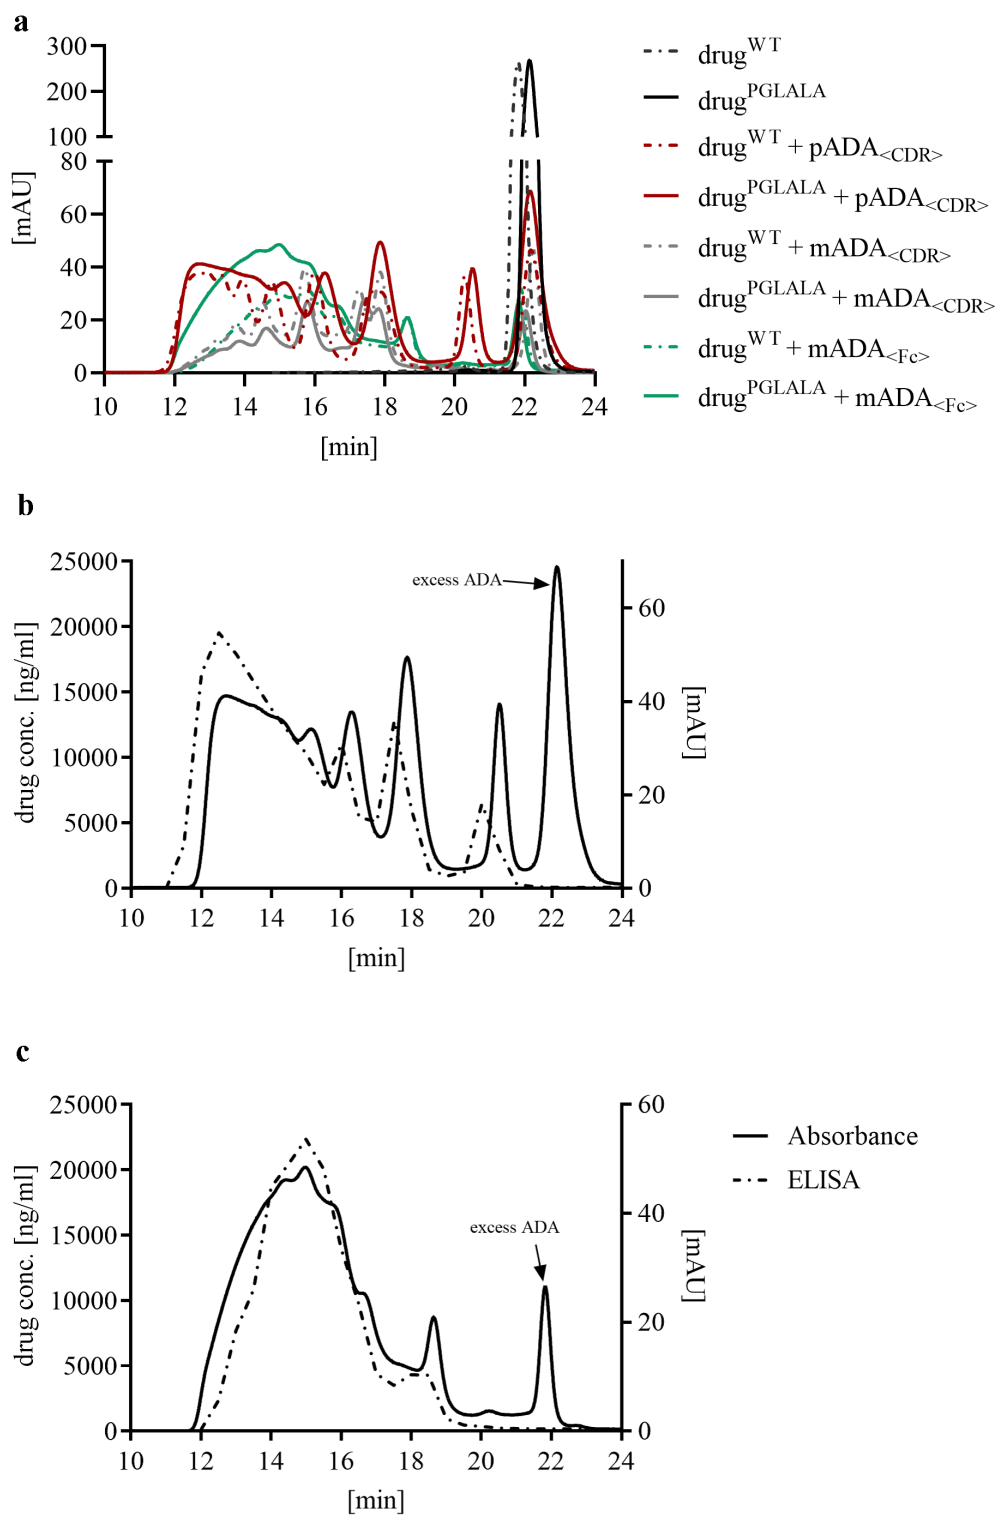 a
300
200
100
80
60
40
20
0
[mAU]
10 12 14 16 18 20 22 24
[min]
drugWT
drugPGLALA
drugWT + pADA<CDR>
drugPGLALA + pADA<CDR>
drugWT + mADA<CDR>
drugPGLALA + mADA<CDR>
drugWT + mADA<Fc>
drugPGLALA + mADA<Fc>
b
25000
20000
15000
10000
5000
0
drug conc. [ng/ml]
excess ADA
60
40
20
0
[mAU]
10 12 14 16 18 20 22 24
[min]
c
25000
20000
15000
10000
5000
0
drug conc. [ng/ml]
excess ADA
60
40
20
0
[mAU]
10 12 14 16 18 20 22 24
[min]
Absorbance
ELISA